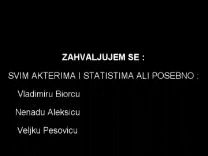 ZAHVALJUJEM SE :
SVIM AKTERIMA I STATISTIMA ALI POSEBNO :
Vladimiru Biorcu
Nenadu Aleksicu
Veljku Pesovicu